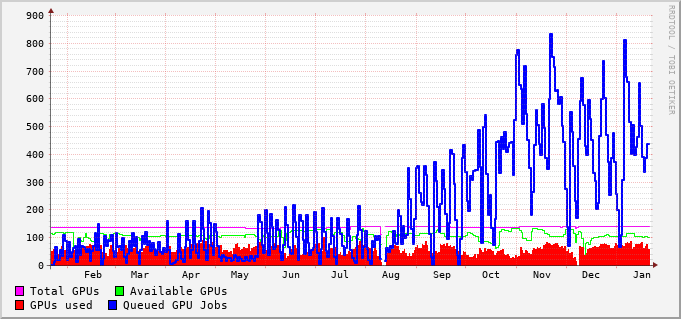 900
800
700
600
500
400
300
200
100
0
Feb Mar Apr May Jun Jul Aug Sep Oct Nov Dec Jan
Total GPUs Available GPUs
GPUs used Queued GPU Jobs
RRDTOOL / TOBI OETIKER